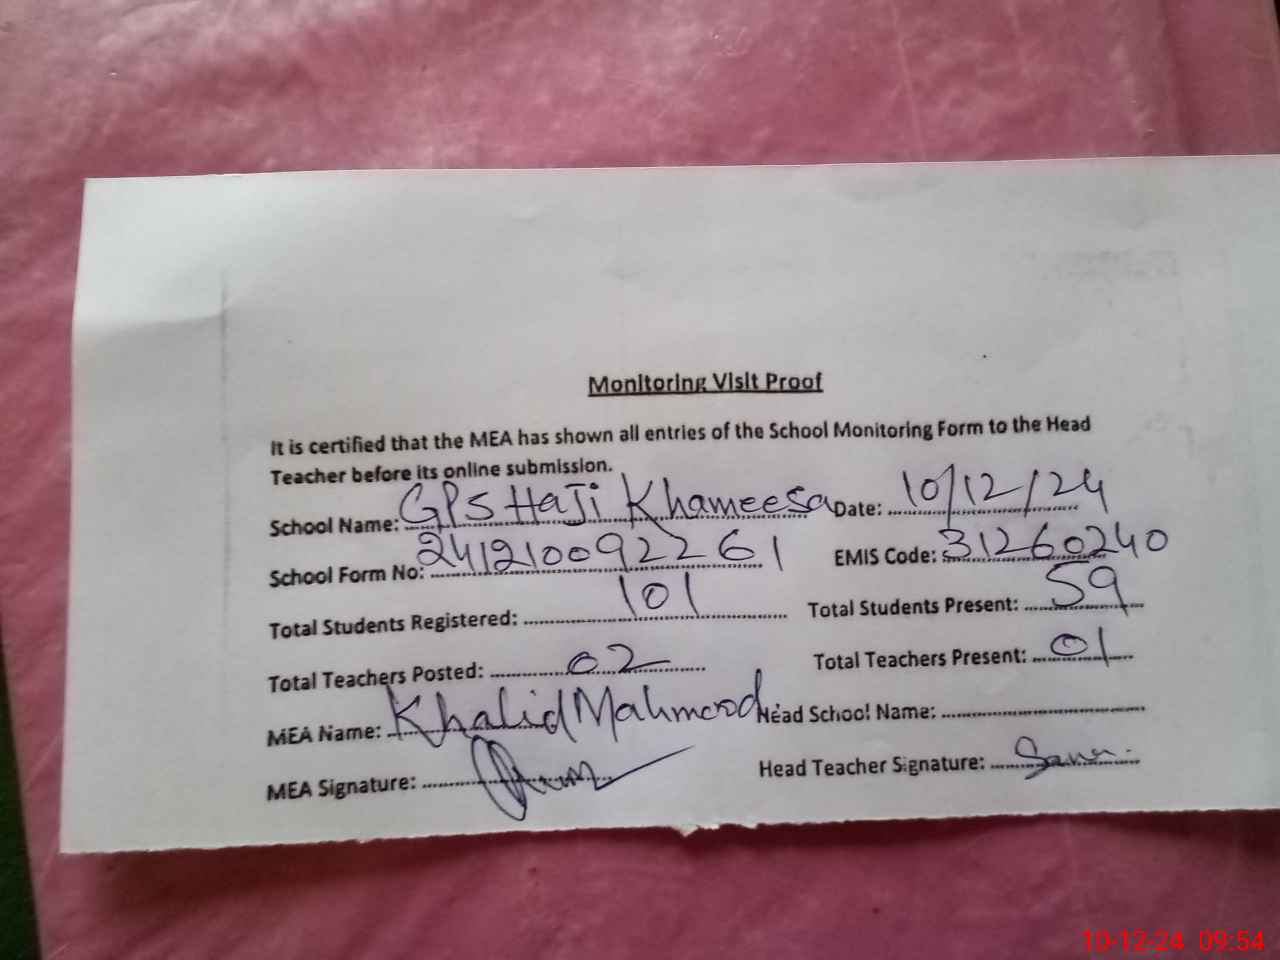 Monitoring Visit Proof
It is certified that the MEA has shown all entries of the School Monitoring Form to the Head
Teacher before its online submission.
School Name: GPS HaJi Khameesa Date: 10/12/24
School Form No: 2412100922261 EMIS Code: 31260240
Total Students Registered: 101 Total Students Present: 59
Total Teachers Posted: 02 Total Teachers Present: 01
MEA Name: Khalid Mahmood Head School Name:
MEA Signature: Head Teacher Signature:
10-12-24 09:54